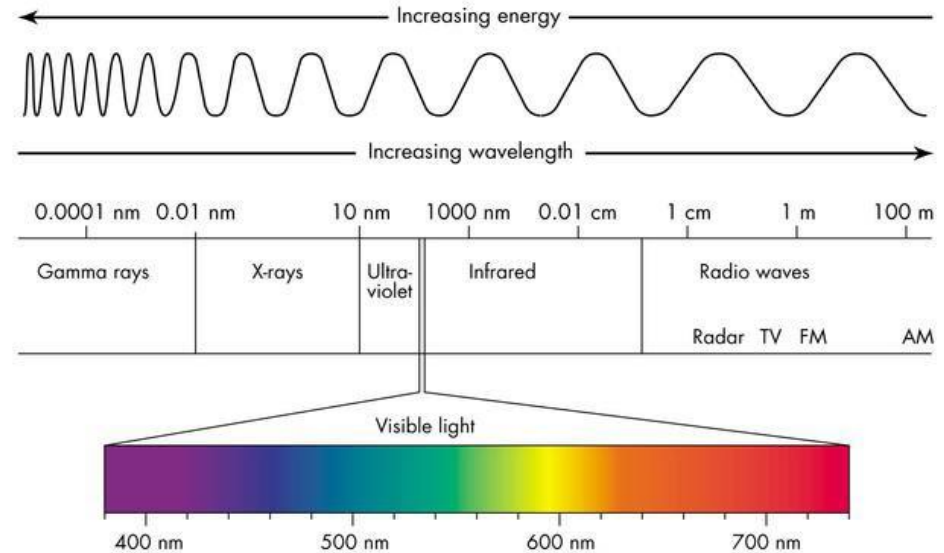 Increasing energy
Increasing wavelength
0.0001 nm 0.01 nm 10 nm 1000 nm 0.01 cm 1 cm 1 m 100 m
Gamma rays X-rays Ultra- Infrared Radio waves
violet
Radar TV FM AM
Visible light
400 nm 500 nm 600 nm 700 nm